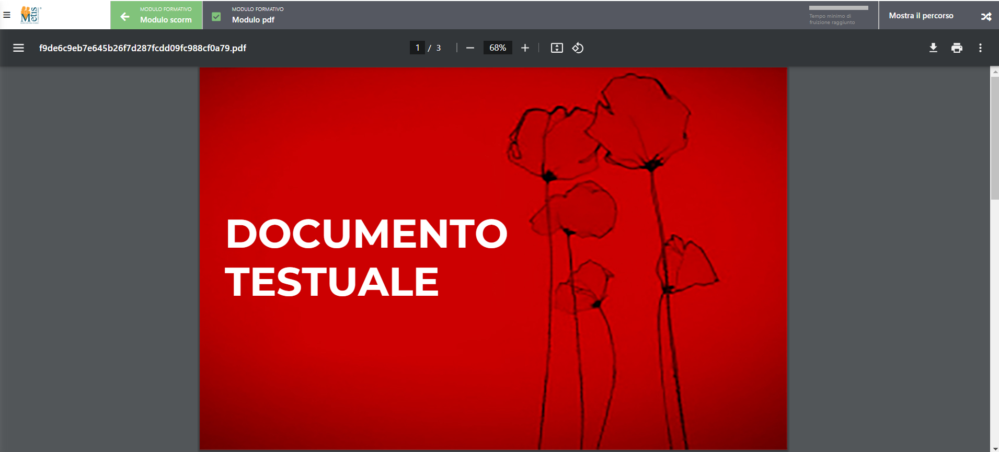 Metis
MODULO FORMATIVO
Modulo scorm
MODULO FORMATIVO
Modulo pdf
Tempo minimo di
fruizione raggiunto
Mostra il percorso
f9de6c9eb7e645b26f7d287fcdd09fc988cf0a79.pdf
1 / 3
68%
DOCUMENTO
TESTUALE